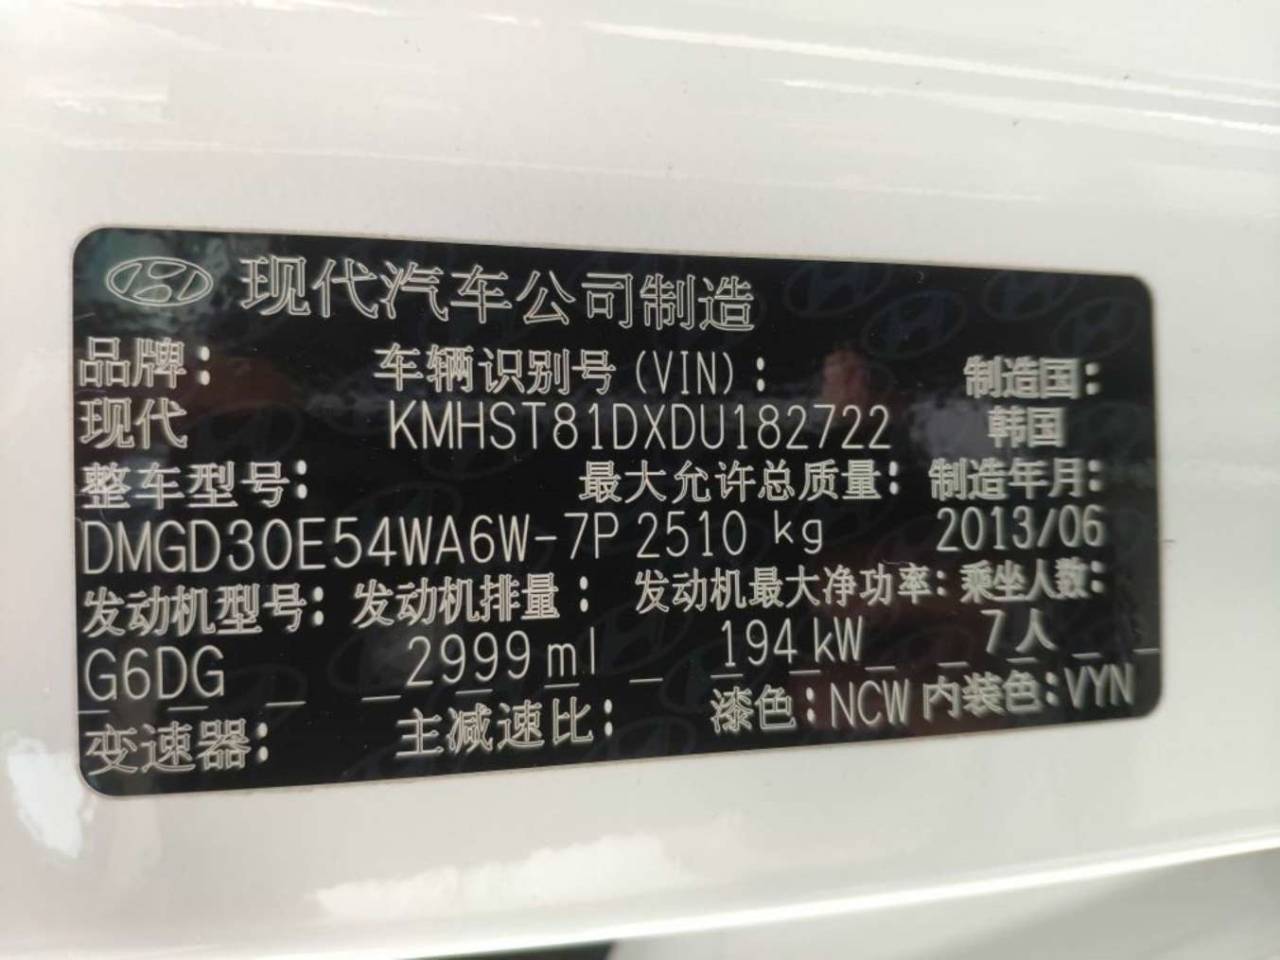 现代汽车公司制造
品牌： 车辆识别号(VIN)： 制造国：
现代 KMHST81DXDU182722 韩国
整车型号： 最大允许总质量： 制造年月：
DMGD30E54WA6W-7P 2510 kg 2013/06
发动机型号： 发动机排量： 发动机最大净功率： 乘坐人数：
G6DG 2999ml 194kW 7人
变速器： 主减速比： 漆色：NCW 内装色：VYN